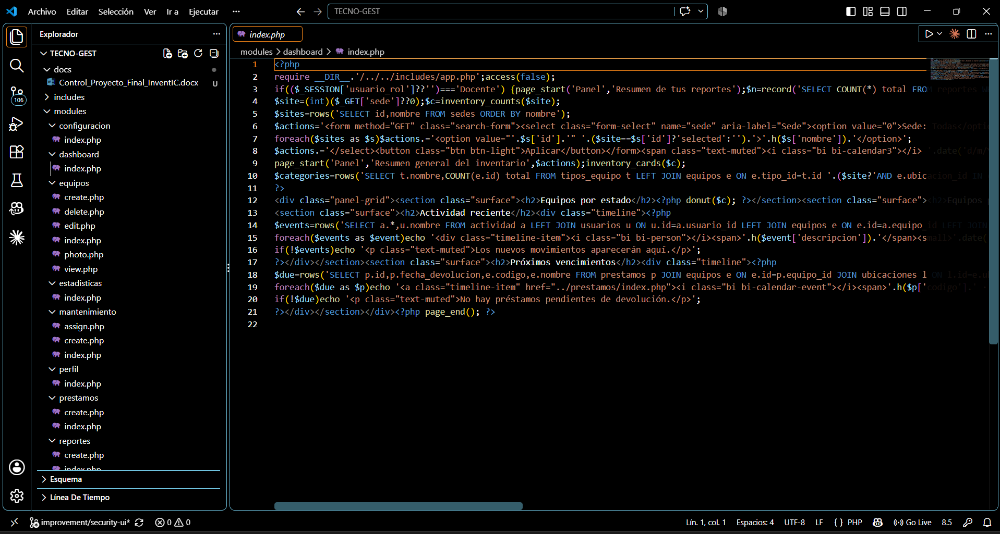 Archivo Editar Selección Ver Ir a Ejecutar ··· TECNO-GEST
Explorador
TECNO-GEST
docs
Control_Proyecto_Final_InventIC.docx U
includes
modules
configuracion
index.php
dashboard
index.php
equipos
create.php
delete.php
edit.php
index.php
photo.php
view.php
estadisticas
index.php
mantenimiento
assign.php
create.php
index.php
perfil
index.php
prestamos
create.php
index.php
reportes
create.php
index.php
Esquema
Línea De Tiempo
106
index.php
modules > dashboard > index.php
1 <?php
2 require __DIR__.'/../../includes/app.php';access(false);
3 if(($_SESSION['usuario_rol']??'')==='Docente') {page_start('Panel','Resumen de tus reportes');$n=record('SELECT COUNT(*) total FROM reportes
4 $site=(int)($_GET['sede']??0);$c=inventory_counts($site);
5 $sites=rows('SELECT id,nombre FROM sedes ORDER BY nombre');
6 $actions='<form method="GET" class="search-form"><select class="form-select" name="sede" aria-label="Sede"><option value="0">Sede: Todas</opti
7 foreach($sites as $s)$actions.='<option value="'.$s['id'].'" '.($site==$s['id']?'selected':'').'>'.h($s['nombre']).'</option>';
8 $actions.='</select><button class="btn btn-light">Aplicar</button></form><span class="text-muted"><i class="bi bi-calendar3"></i> '.date('d/m/
9 page_start('Panel','Resumen general del inventario',$actions);inventory_cards($c);
10 $categories=rows('SELECT t.nombre,COUNT(e.id) total FROM tipos_equipo t LEFT JOIN equipos e ON e.tipo_id=t.id '.($site?'AND e.ubicacion_id IN
11 ?>
12 <div class="panel-grid"><section class="surface"><h2>Equipos por estado</h2><?php donut($c); ?></section><section class="surface"><h2>Equipos
13 <section class="surface"><h2>Actividad reciente</h2><div class="timeline"><?php
14 $events=rows('SELECT a.*,u.nombre FROM actividad a LEFT JOIN usuarios u ON u.id=a.usuario_id LEFT JOIN equipos e ON e.id=a.equipo_id LEFT JOIN
15 foreach($events as $event)echo '<div class="timeline-item"><i class="bi bi-person"></i><span>'.h($event['descripcion']).'</span><small>'.date(
16 if(!$events)echo '<p class="text-muted">Los nuevos movimientos aparecerán aquí.</p>';
17 ?></div></section><section class="surface"><h2>Próximos vencimientos</h2><div class="timeline"><?php
18 $due=rows('SELECT p.id,p.fecha_devolucion,e.codigo,e.nombre FROM prestamos p JOIN equipos e ON e.id=p.equipo_id JOIN ubicaciones l ON l.id=e.u
19 foreach($due as $p)echo '<a class="timeline-item" href="../prestamos/index.php"><i class="bi bi-calendar-event"></i><span>'.h($p['codigo'].' ·
20 if(!$due)echo '<p class="text-muted">No hay préstamos pendientes de devolución.</p>';
21 ?></div></section></div><?php page_end(); ?>
22
improvement/security-ui* 0 0 Lín. 1, col. 1 Espacios: 4 UTF-8 LF {} PHP Go Live 8.5